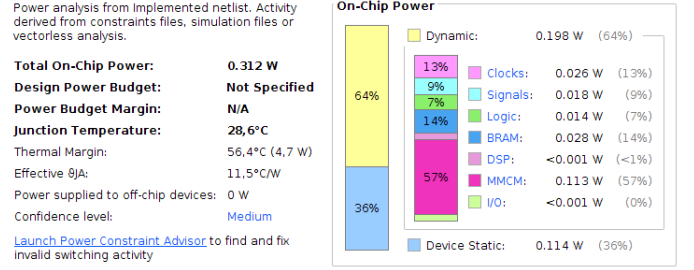 Power analysis from Implemented netlist. Activity
derived from constraints files, simulation files or
vectorless analysis.
Total On-Chip Power: 0.312 W
Design Power Budget: Not Specified
Power Budget Margin: N/A
Junction Temperature: 28,6°C
Thermal Margin: 56,4°C (4,7 W)
Effective ϑJA: 11,5°C/W
Power supplied to off-chip devices: 0 W
Confidence level: Medium
Launch Power Constraint Advisor to find and fix
invalid switching activity
On-Chip Power
64%
36%
Dynamic: 0.198 W (64%)
13% Clocks: 0.026 W (13%)
9% Signals: 0.018 W (9%)
7% Logic: 0.014 W (7%)
14% BRAM: 0.028 W (14%)
DSP: <0.001 W (<1%)
57% MMCM: 0.113 W (57%)
I/O: <0.001 W (0%)
Device Static: 0.114 W (36%)